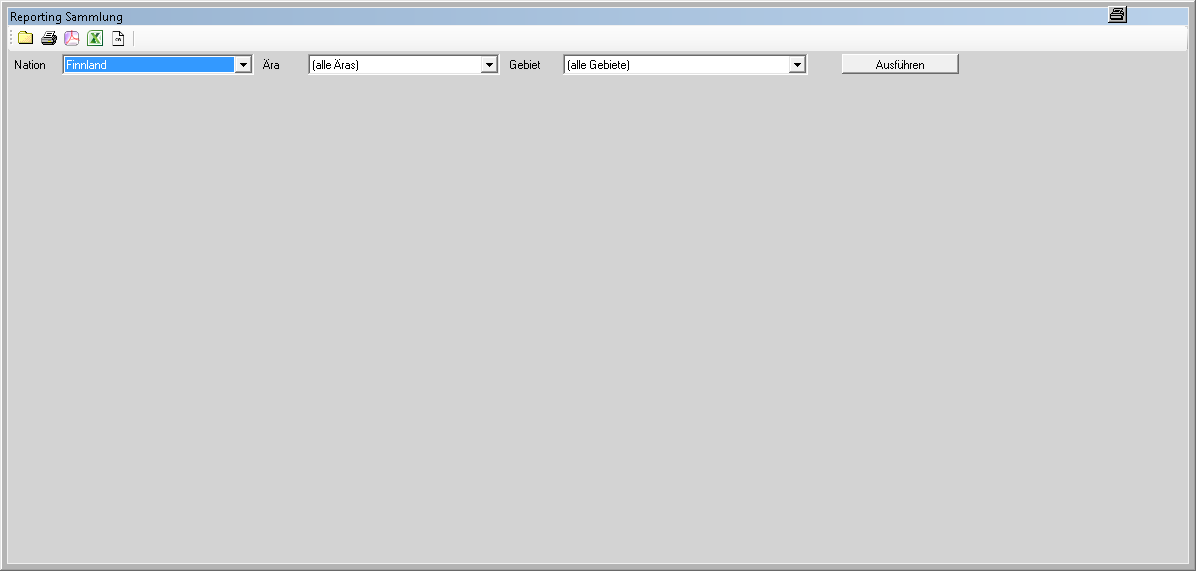 Reporting Sammlung
Nation Finnland Ära (alle Äras) Gebiet (alle Gebiete) Ausführen